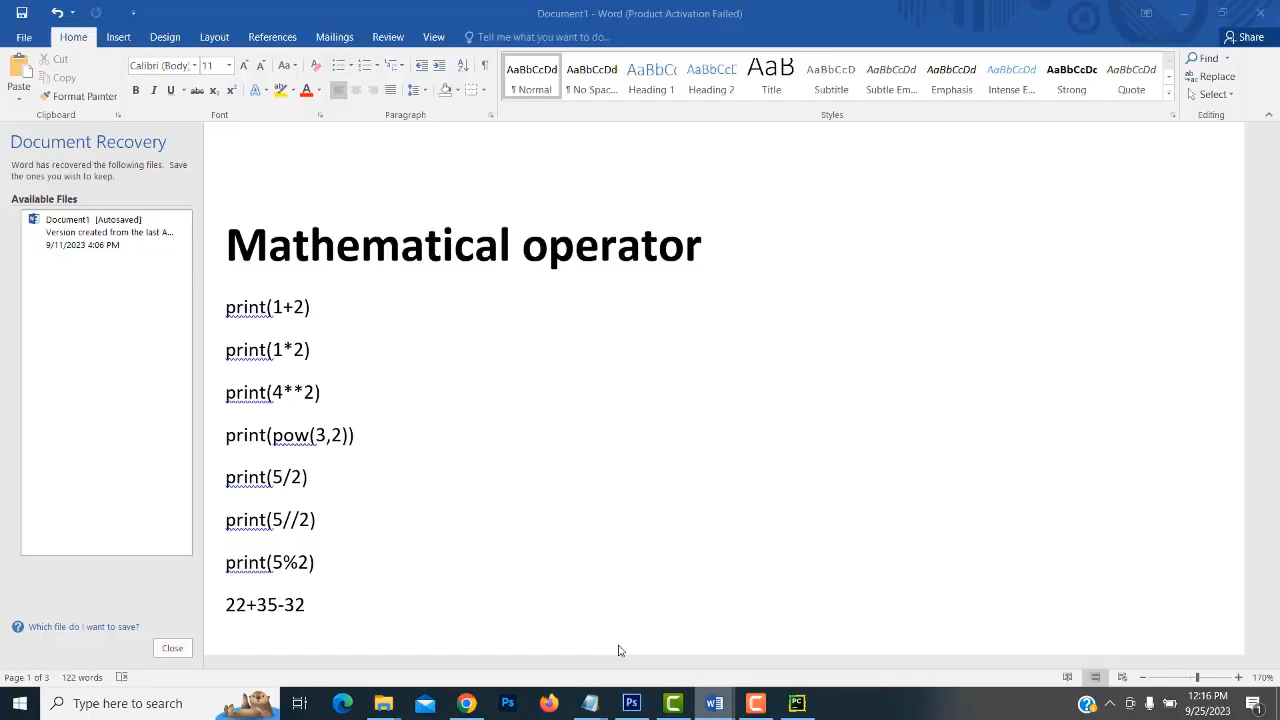 Document1 - Word (Product Activation Failed)
File Home Insert Design Layout References Mailings Review View Tell me what you want to do... Share
Paste
Cut
Copy
Format Painter
Clipboard
Calibri (Body) 11
Font
Paragraph
AaBbCcDd AaBbCcDd AaBbCc AaBbCcD AaB AaBbCcD AaBbCcDd AaBbCcDd AaBbCcDd AaBbCcDc AaBbCcDd
¶ Normal ¶ No Spac... Heading 1 Heading 2 Title Subtitle Subtle Em... Emphasis Intense E... Strong Quote
Styles
Find
Replace
Select
Editing
Document Recovery
Word has recovered the following files. Save
the ones you wish to keep.
Available Files
Document1 [Autosaved]
Version created from the last A...
9/11/2023 4:06 PM
Which file do I want to save?
Close
Mathematical operator
print(1+2)
print(1*2)
print(4**2)
print(pow(3,2))
print(5/2)
print(5//2)
print(5%2)
22+35-32
Page 1 of 3 122 words 170%
Type here to search
12:16 PM
9/25/2023